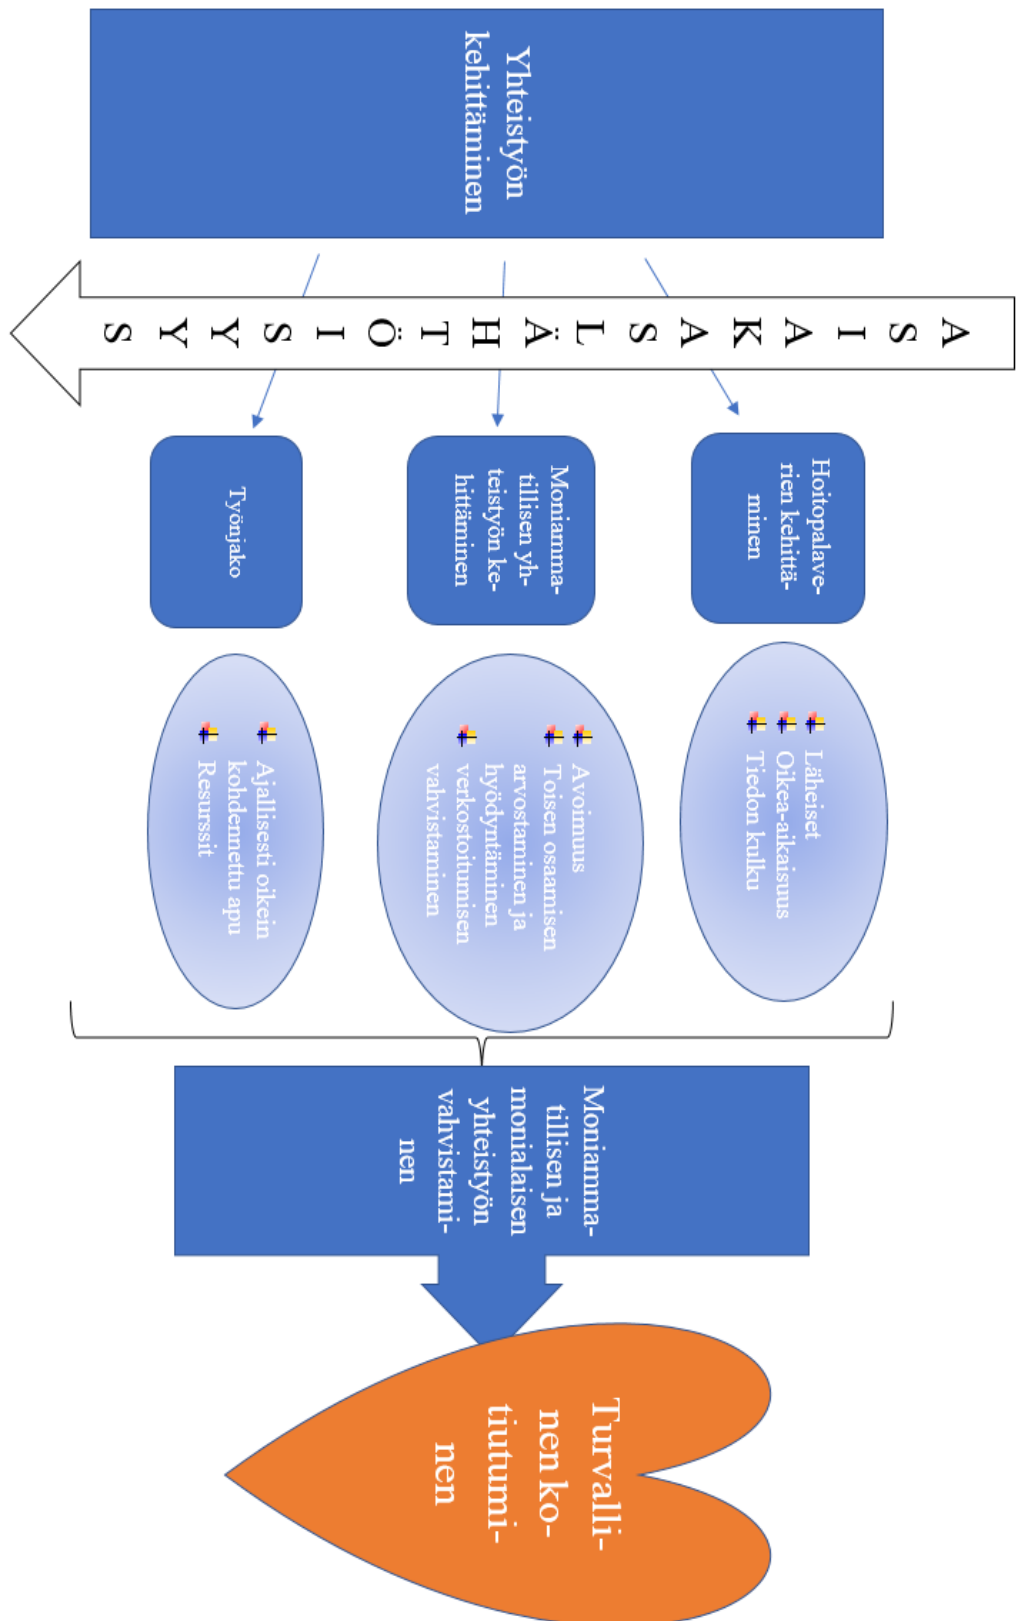 Yhteistyön
kehittäminen
ASIAKASLÄHTÖISYYS
Hoitopalave-
rien kehittä-
minen
Läheiset
Oikea-aikaisuus
Tiedon kulku
Moniamma-
tillisen yh-
teistyön ke-
hittäminen
Avoimuus
Toisen osaamisen
arvostaminen ja
hyödyntäminen
verkostoitumisen
vahvistaminen
Työnjako
Ajallisesti oikein
kohdennettu apu
Resurssit
Moniamma-
tillisen ja
monialaisen
yhteistyön
vahvistami-
nen
Turvalli-
nen ko-
tiutumi-
nen